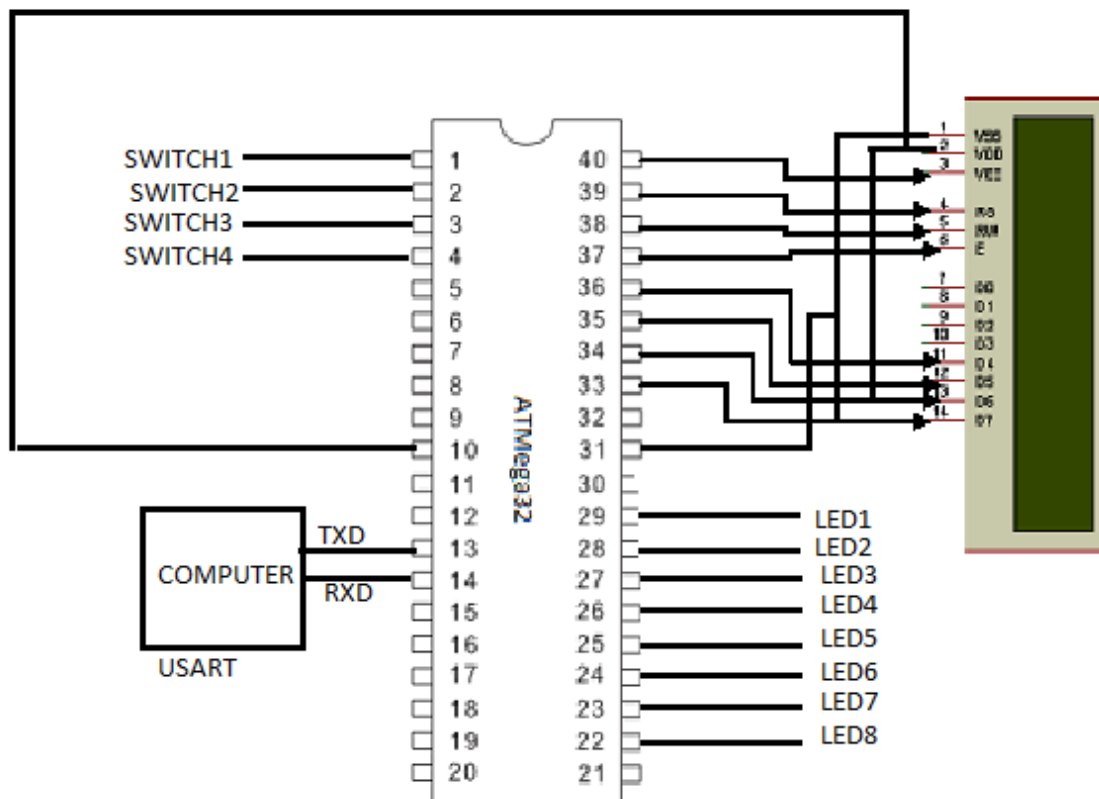 SWITCH1
SWITCH2
SWITCH3
SWITCH4
1
2
3
4
5
6
7
8
9
10
11
12
13
14
15
16
17
18
19
20
ATMega32
40
39
38
37
36
35
34
33
32
31
30
29
28
27
26
25
24
23
22
21
COMPUTER
TXD
RXD
USART
LED1
LED2
LED3
LED4
LED5
LED6
LED7
LED8
1 VSS
2 VDD
3 VEE
4 RS
5 RW
6 E
7 D0
8 D1
9 D2
10 D3
11 D4
12 D5
13 D6
14 D7